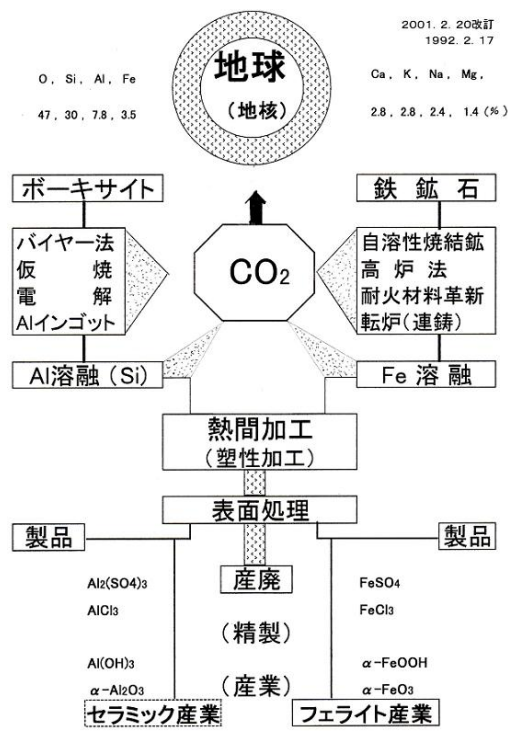 2001．2．20改訂
1992．2．17
地球
（地核）
O，Si，Al，Fe
47，30，7.8，3.5
Ca，K，Na，Mg，
2.8，2.8，2.4，1.4（%）
ボーキサイト
鉄鉱石
バイヤー法
仮焼
電解
Alインゴット
CO₂
自溶性焼結鉱
高炉法
耐火材料革新
転炉（連鋳）
Al溶融（Si）
Fe溶融
熱間加工
（塑性加工）
表面処理
製品
製品
産廃
（精製）
（産業）
Al₂(SO4)₃
AlCl₃
Al(OH)₃
α-Al₂O₃
FeSO₄
FeCl₃
α-FeOOH
α-FeO₃
セラミック産業
フェライト産業